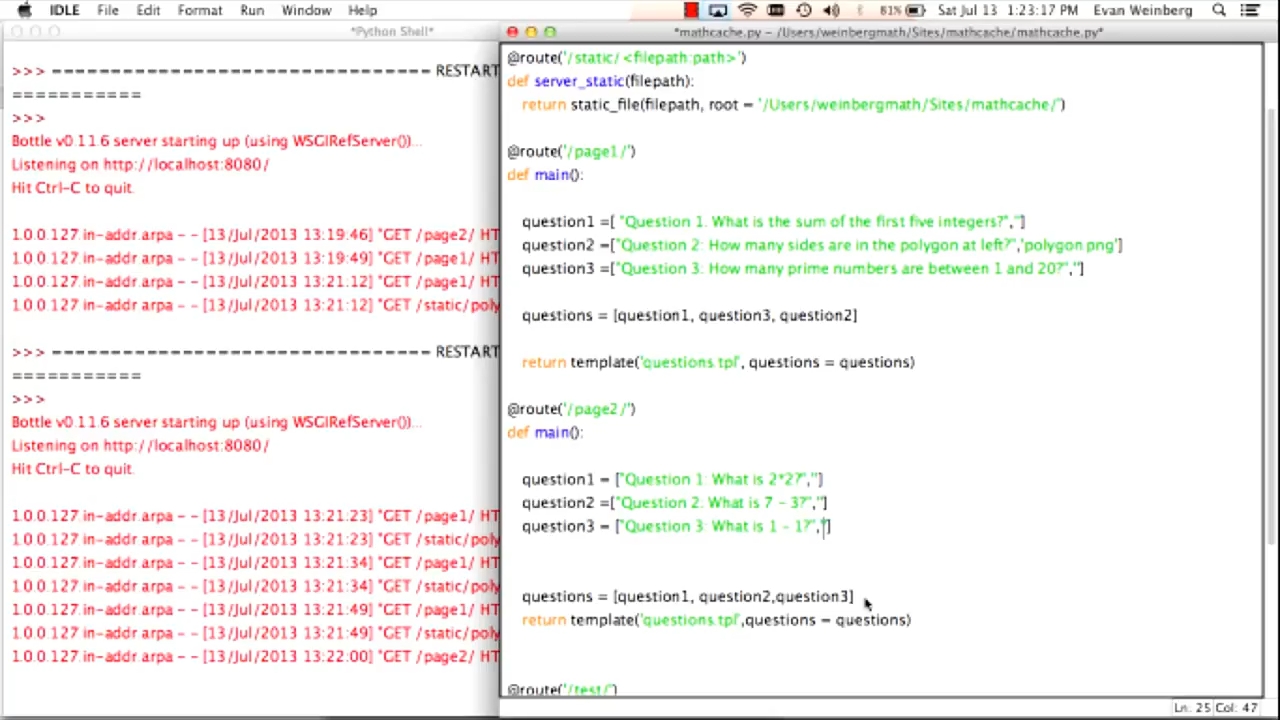 IDLE File Edit Format Run Window Help 81% Sat Jul 13 1:23:17 PM Evan Weinberg
*Python Shell*
>>> ================================ RESTART
===========
>>>
Bottle v0.11.6 server starting up (using WSGIRefServer())...
Listening on http://localhost:8080/
Hit Ctrl-C to quit.
1.0.0.127.in-addr.arpa - - [13/Jul/2013 13:19:46] "GET /page2/ HT
1.0.0.127.in-addr.arpa - - [13/Jul/2013 13:19:49] "GET /page1/ HT
1.0.0.127.in-addr.arpa - - [13/Jul/2013 13:21:12] "GET /page1/ HT
1.0.0.127.in-addr.arpa - - [13/Jul/2013 13:21:12] "GET /static/poly
>>> ================================ RESTART
===========
>>>
Bottle v0.11.6 server starting up (using WSGIRefServer())...
Listening on http://localhost:8080/
Hit Ctrl-C to quit.
1.0.0.127.in-addr.arpa - - [13/Jul/2013 13:21:23] "GET /page1/ HT
1.0.0.127.in-addr.arpa - - [13/Jul/2013 13:21:23] "GET /static/poly
1.0.0.127.in-addr.arpa - - [13/Jul/2013 13:21:34] "GET /page1/ HT
1.0.0.127.in-addr.arpa - - [13/Jul/2013 13:21:34] "GET /static/poly
1.0.0.127.in-addr.arpa - - [13/Jul/2013 13:21:49] "GET /page1/ HT
1.0.0.127.in-addr.arpa - - [13/Jul/2013 13:21:49] "GET /static/poly
1.0.0.127.in-addr.arpa - - [13/Jul/2013 13:22:00] "GET /page2/ HT
*mathcache.py - /Users/weinbergmath/Sites/mathcache/mathcache.py*
@route('/static/<filepath:path>')
def server_static(filepath):
return static_file(filepath, root = '/Users/weinbergmath/Sites/mathcache/')
@route('/page1/')
def main():
question1 =[ "Question 1: What is the sum of the first five integers?",'']
question2 =["Question 2: How many sides are in the polygon at left?",'polygon.png']
question3 =["Question 3: How many prime numbers are between 1 and 20?",'']
questions = [question1, question3, question2]
return template('questions.tpl', questions = questions)
@route('/page2/')
def main():
question1 = ["Question 1: What is 2*2?",'']
question2 =["Question 2: What is 7 - 3?",'']
question3 = ["Question 3: What is 1 - 1?",'']
questions = [question1, question2,question3]
return template('questions.tpl',questions = questions)
@route('/test/')
Ln: 25 Col: 47